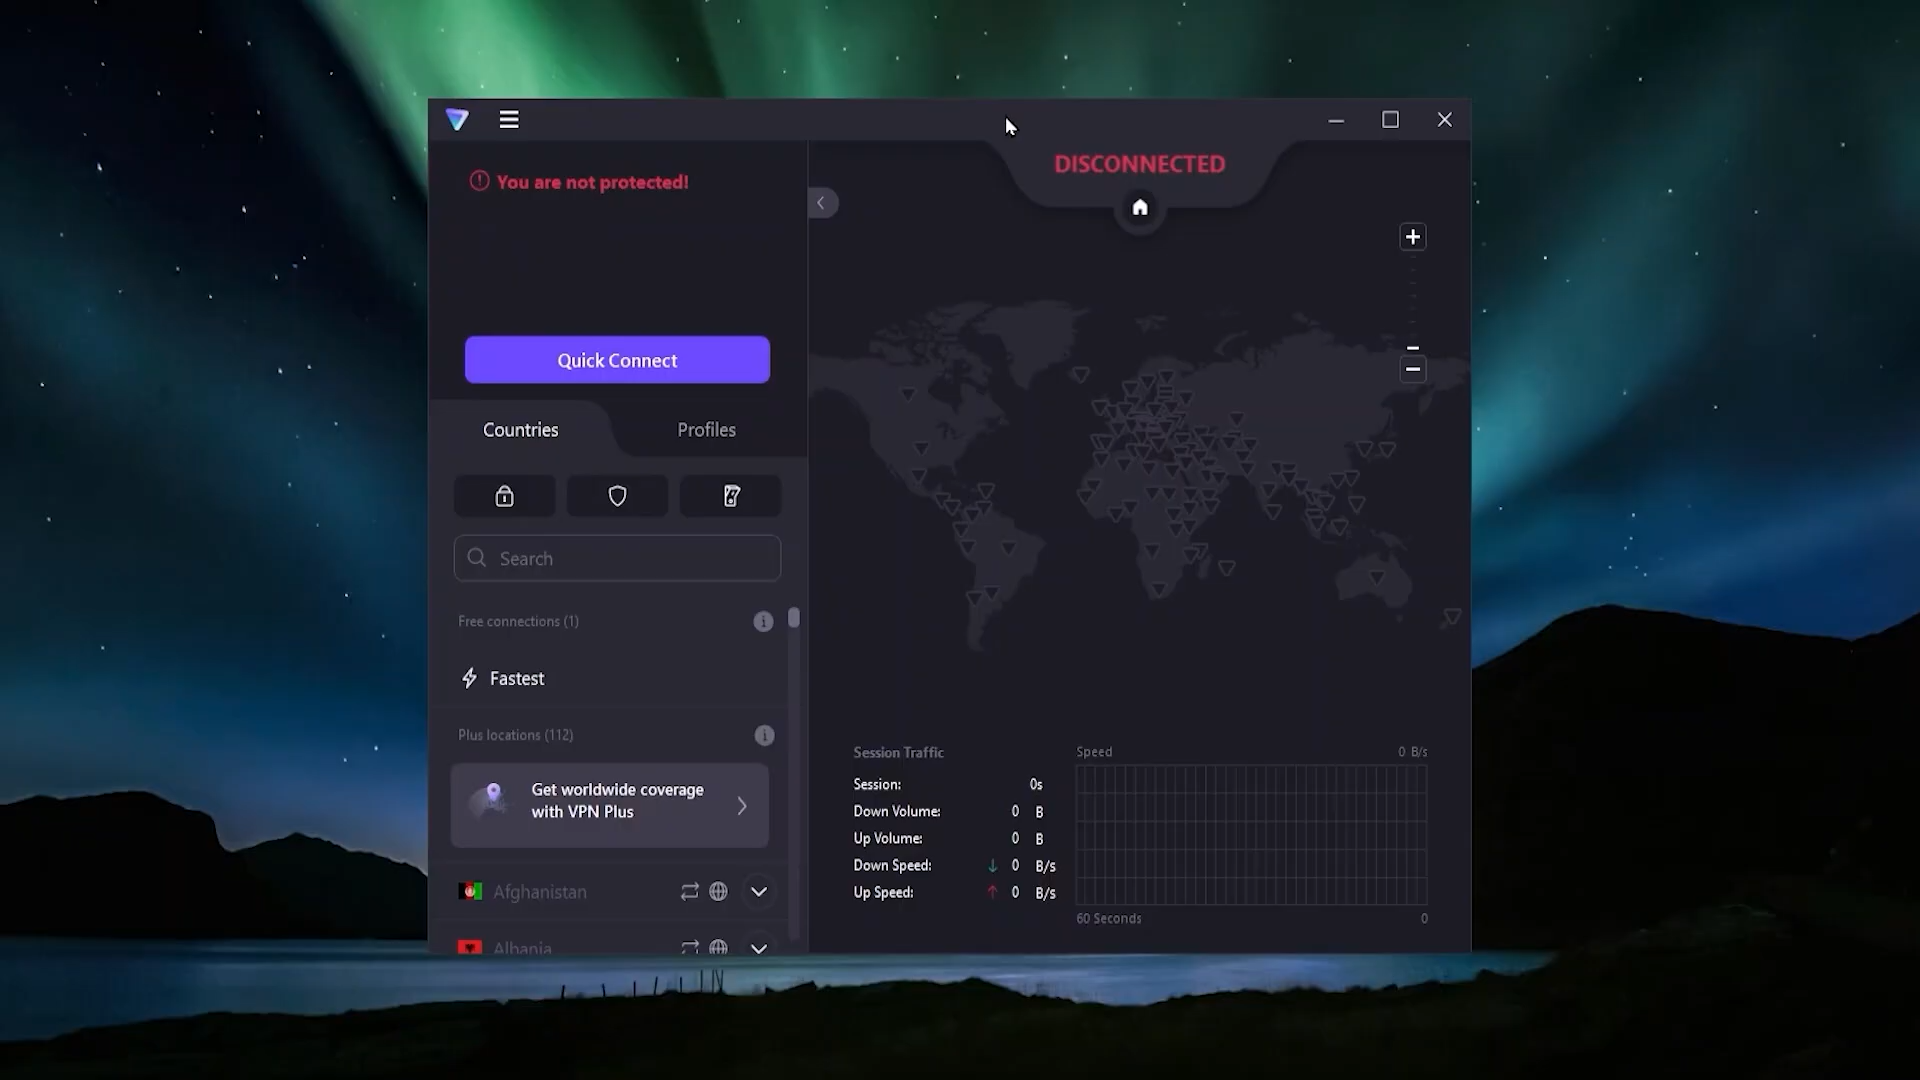 You are not protected!
DISCONNECTED
Quick Connect
Countries
Profiles
Search
Free connections (1)
Fastest
Plus locations (112)
Get worldwide coverage
with VPN Plus
Afghanistan
Albania
Session Traffic
Session: 0s
Down Volume: 0 B
Up Volume: 0 B
Down Speed: 0 B/s
Up Speed: 0 B/s
Speed 0 B/s
60 Seconds 0